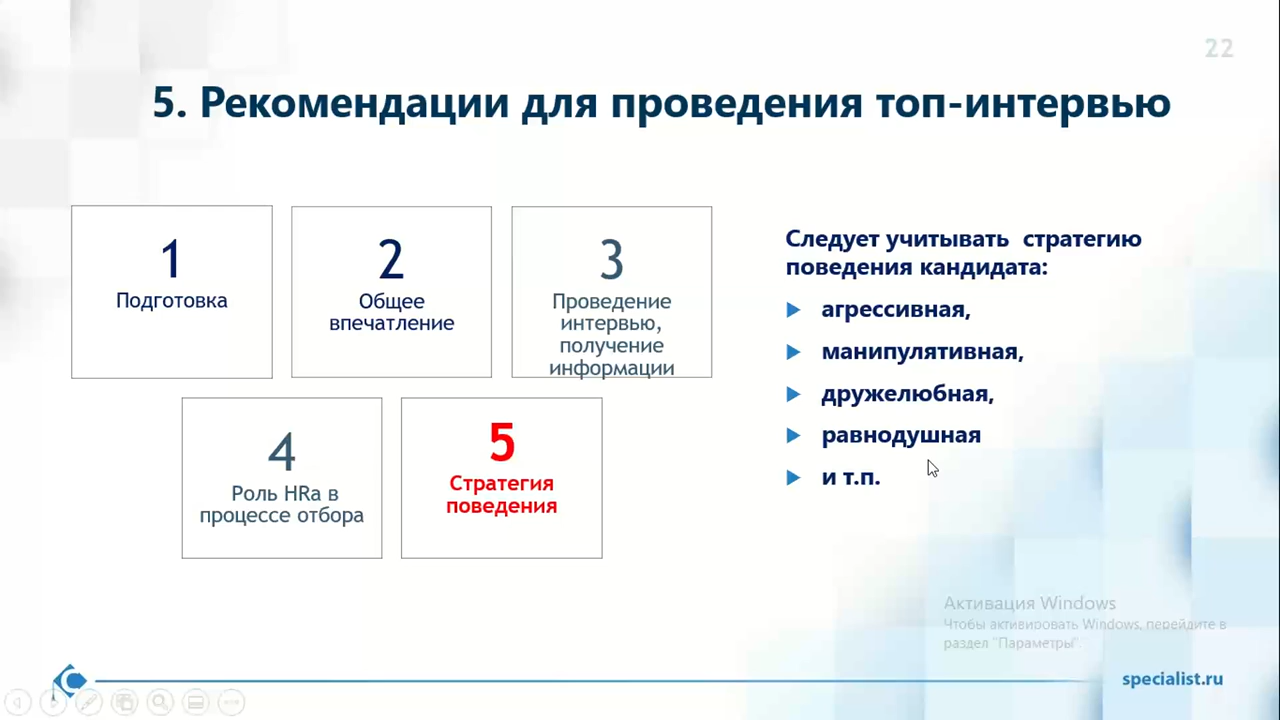 22
5. Рекомендации для проведения топ-интервью
1
Подготовка
2
Общее
впечатление
3
Проведение
интервью,
получение
информации
4
Роль HRа в
процессе отбора
5
Стратегия
поведения
Следует учитывать  стратегию
поведения кандидата:
агрессивная,
манипулятивная,
дружелюбная,
равнодушная
и т.п.
Активация Windows
Чтобы активировать Windows, перейдите в
раздел "Параметры".
specialist.ru